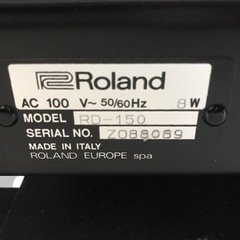 Roland
AC 100 V~ 50/60Hz 8 W
MODEL RD-150
SERIAL NO. Z088089
MADE IN ITALY
ROLAND EUROPE spa